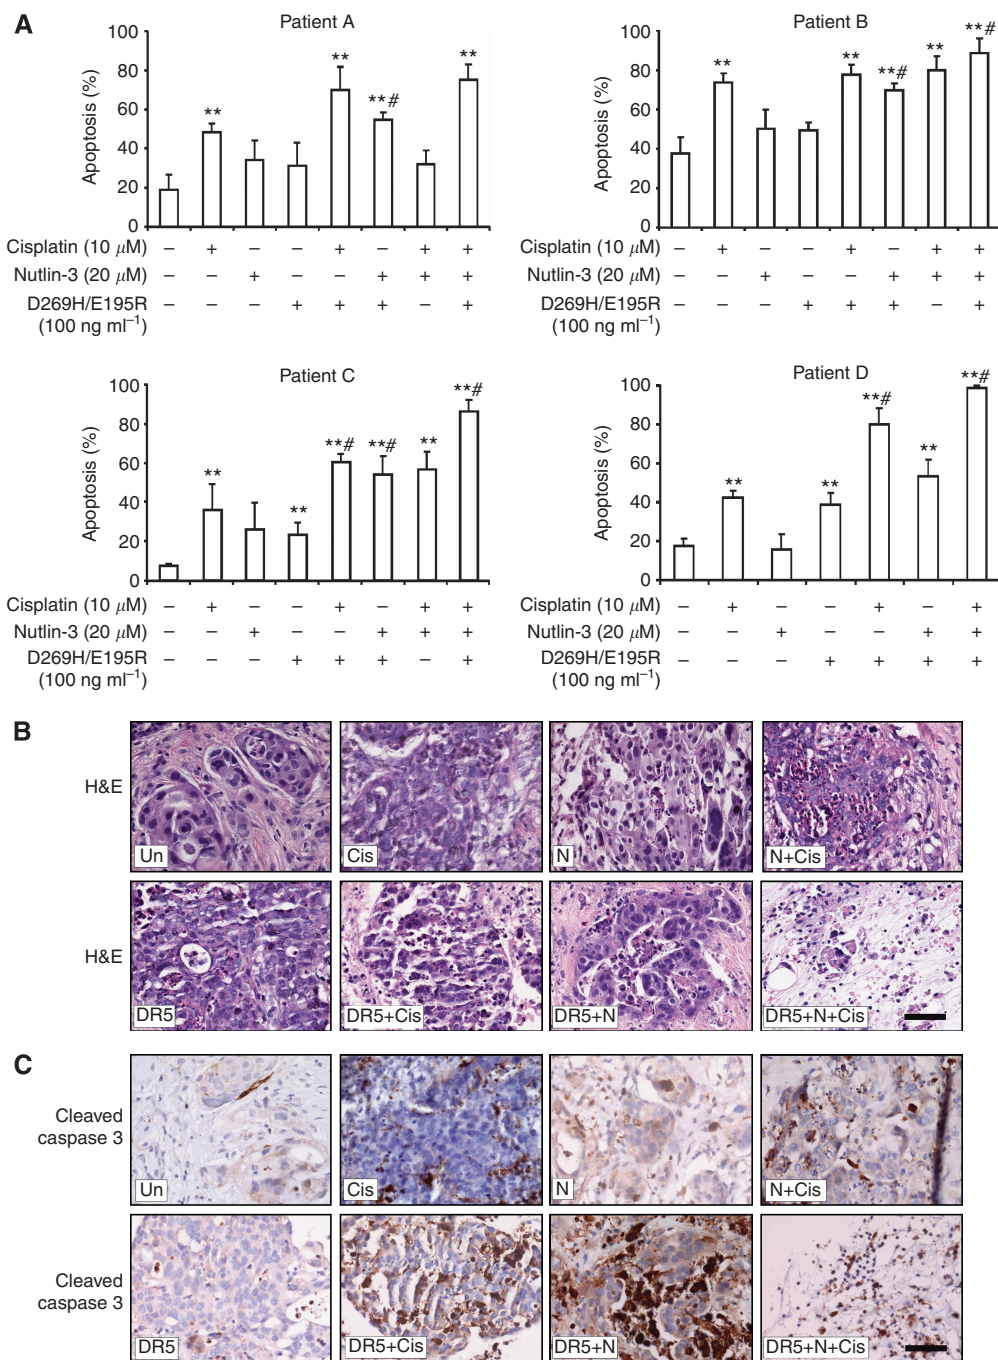 A
Patient A
Apoptosis (%)
100
80
60
40
20
0
**
**
**#
**
Cisplatin (10 μM) − + − − + − + +
Nutlin-3 (20 μM) − − + − − + + +
D269H/E195R − − − + + + − +
(100 ng ml⁻¹)
Patient B
Apoptosis (%)
100
80
60
40
20
0
**
**
**#
**
**#
Cisplatin (10 μM) − + − − + − + +
Nutlin-3 (20 μM) − − + − − + + +
D269H/E195R − − − + + + − +
(100 ng ml⁻¹)
Patient C
Apoptosis (%)
100
80
60
40
20
0
**
**
**#
**#
**
**#
Cisplatin (10 μM) − + − − + − + +
Nutlin-3 (20 μM) − − + − − + + +
D269H/E195R − − − + + + − +
(100 ng ml⁻¹)
Patient D
Apoptosis (%)
100
80
60
40
20
0
**
**
**#
**
**#
Cisplatin (10 μM) − + − − + − +
Nutlin-3 (20 μM) − − + − − + +
D269H/E195R − − − + + + +
(100 ng ml⁻¹)
B
H&E
Un
Cis
N
N+Cis
H&E
DR5
DR5+Cis
DR5+N
DR5+N+Cis
C
Cleaved
caspase 3
Un
Cis
N
N+Cis
Cleaved
caspase 3
DR5
DR5+Cis
DR5+N
DR5+N+Cis